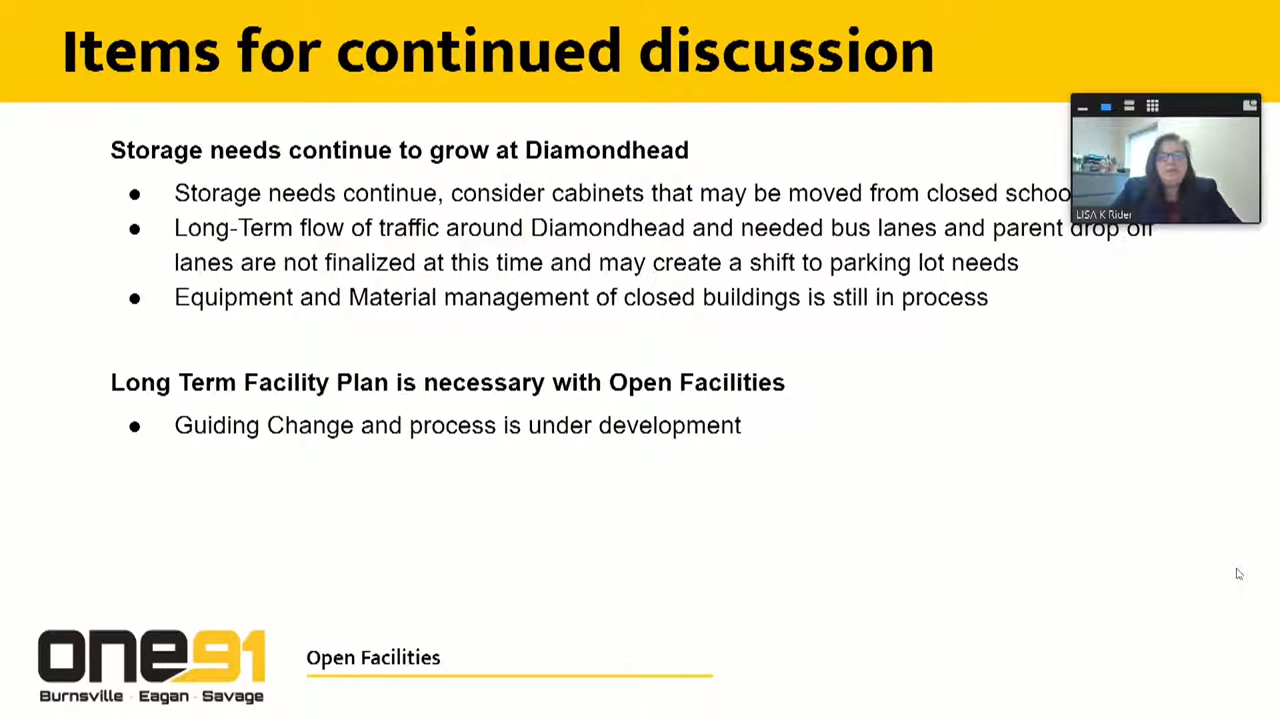 Items for continued discussion
Storage needs continue to grow at Diamondhead
● Storage needs continue, consider cabinets that may be moved from closed
LISA K Rider
● Long-Term flow of traffic around Diamondhead and needed bus lanes and parent drop off
lanes are not finalized at this time and may create a shift to parking lot needs
● Equipment and Material management of closed buildings is still in process
Long Term Facility Plan is necessary with Open Facilities
● Guiding Change and process is under development
one91
Burnsville · Eagan · Savage
Open Facilities